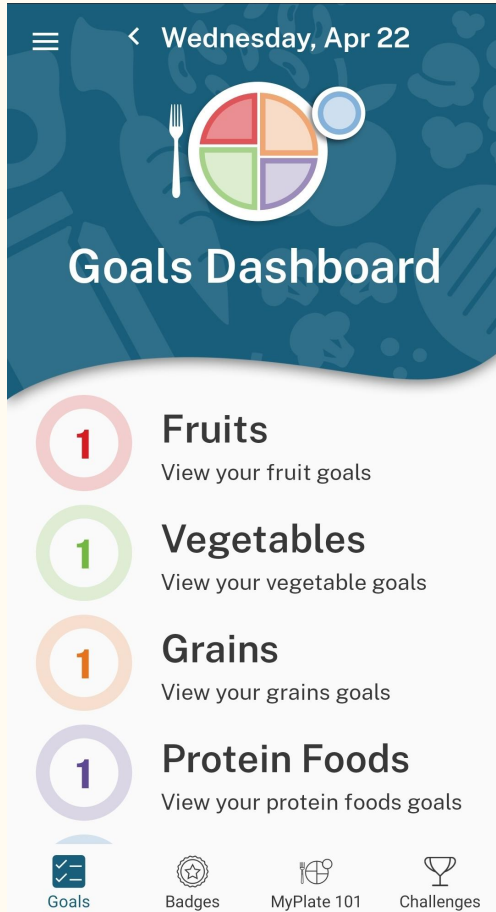 Wednesday, Apr 22
Goals Dashboard
1
Fruits
View your fruit goals
1
Vegetables
View your vegetable goals
1
Grains
View your grains goals
1
Protein Foods
View your protein foods goals
Goals
Badges
MyPlate 101
Challenges